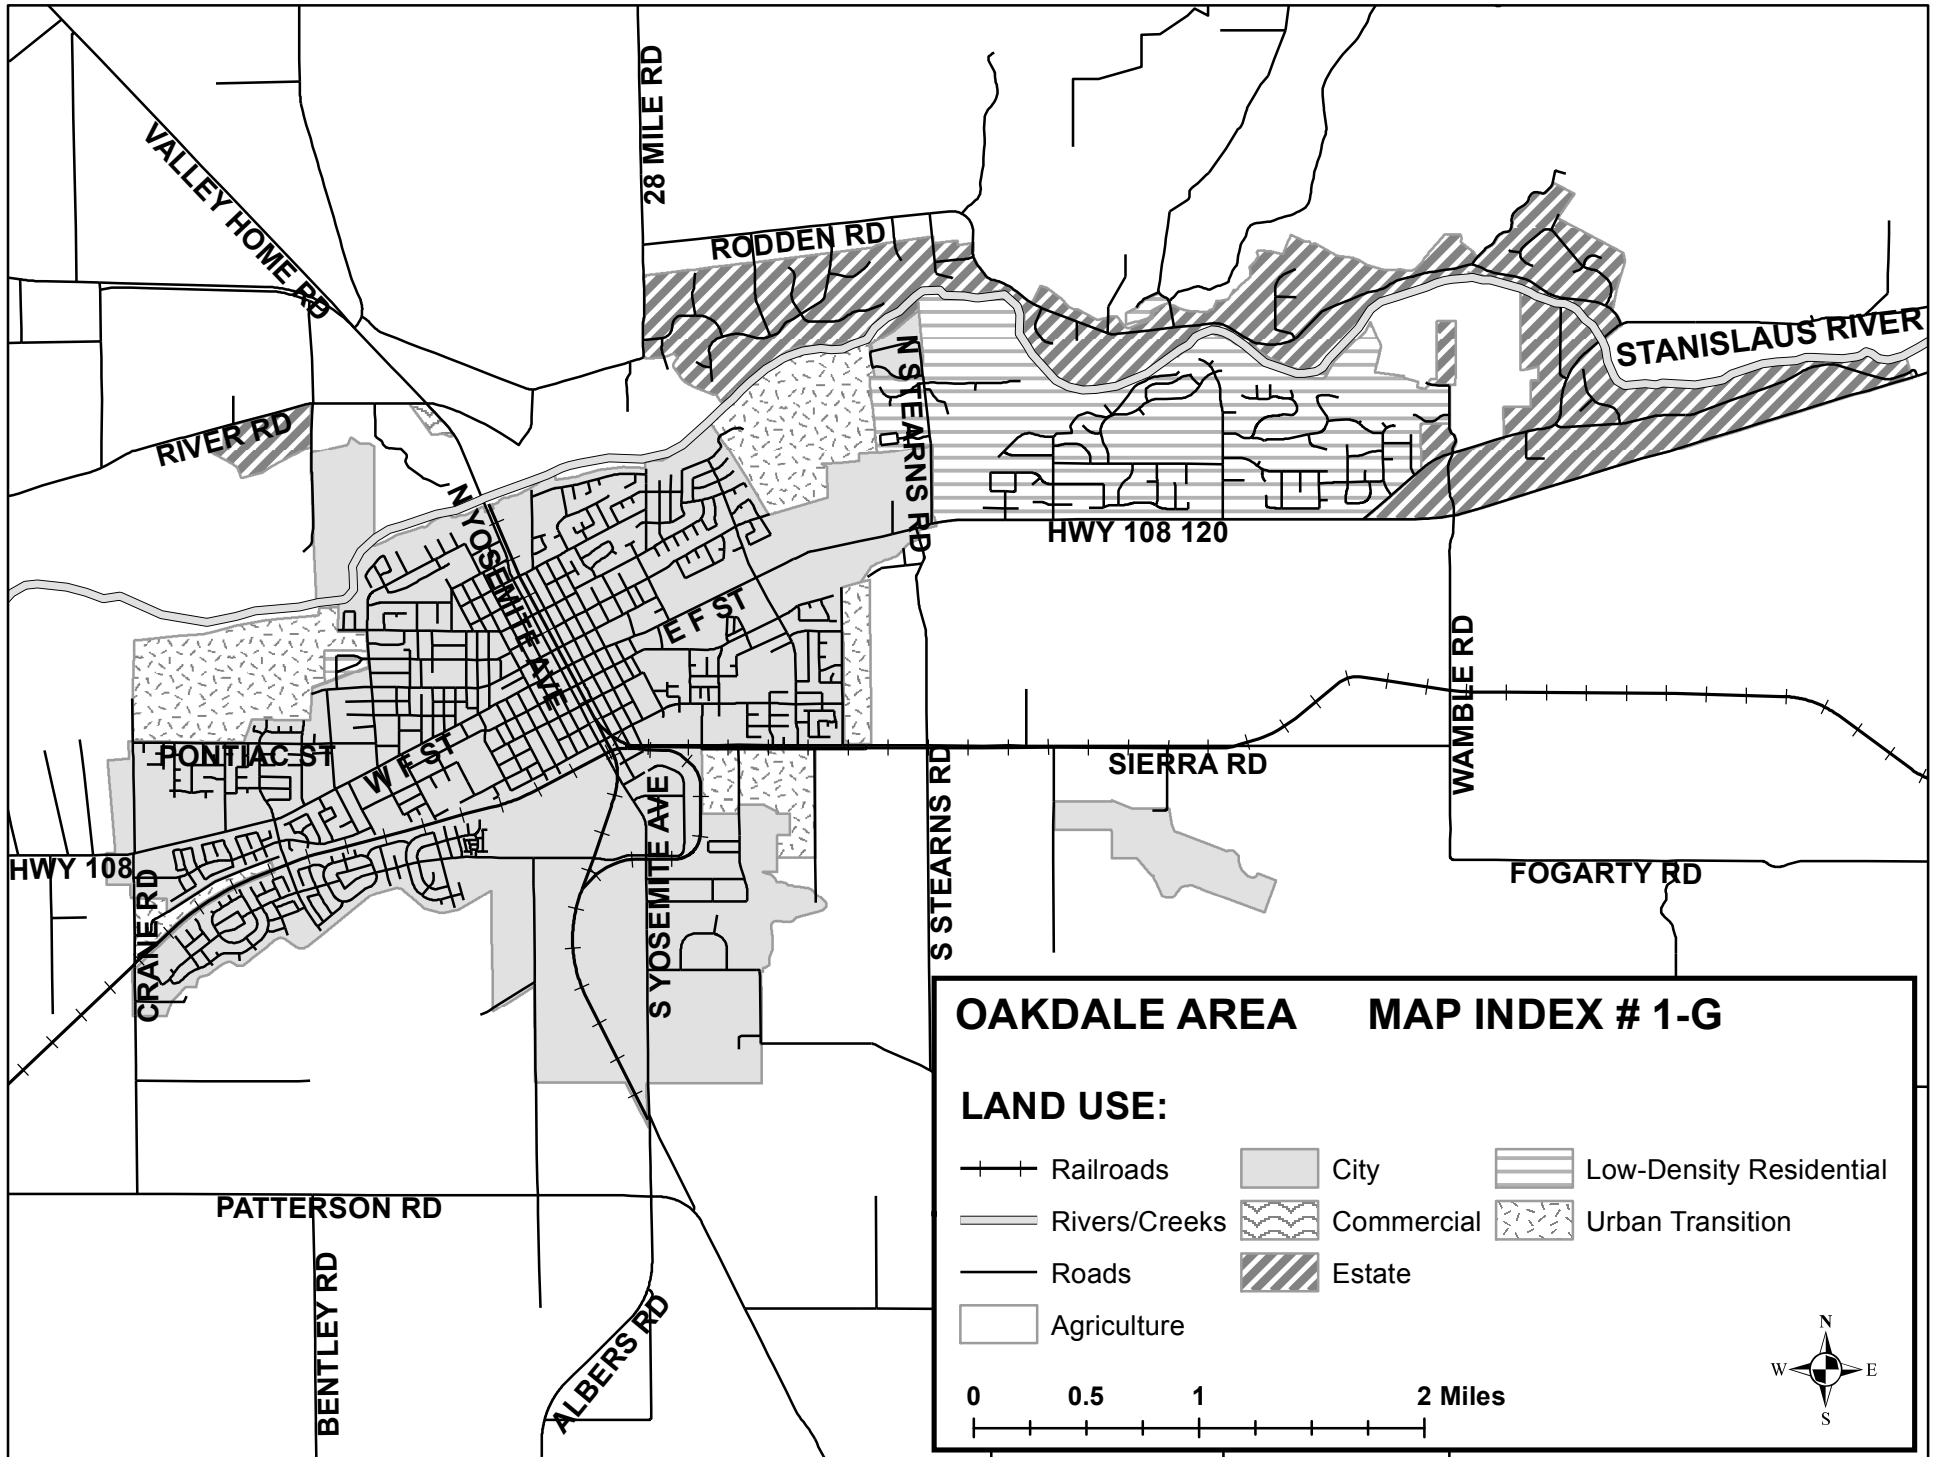 28 MILE RD
VALLEY HOME RD
RODDEN RD
STANISLAUS RIVER
N STEARNS RD
RIVER RD
HWY 108 120
N YOSEMITE AVE
E F ST
WAMBLE RD
PONTIAC ST
W F ST
SIERRA RD
HWY 108
CRANE RD
S YOSEMITE AVE
S STEARNS RD
FOGARTY RD
PATTERSON RD
BENTLEY RD
ALBERS RD
OAKDALE AREA MAP INDEX # 1-G
LAND USE:
Railroads City Low-Density Residential
Rivers/Creeks Commercial Urban Transition
Roads Estate
Agriculture
0 0.5 1 2 Miles
N
W E
S